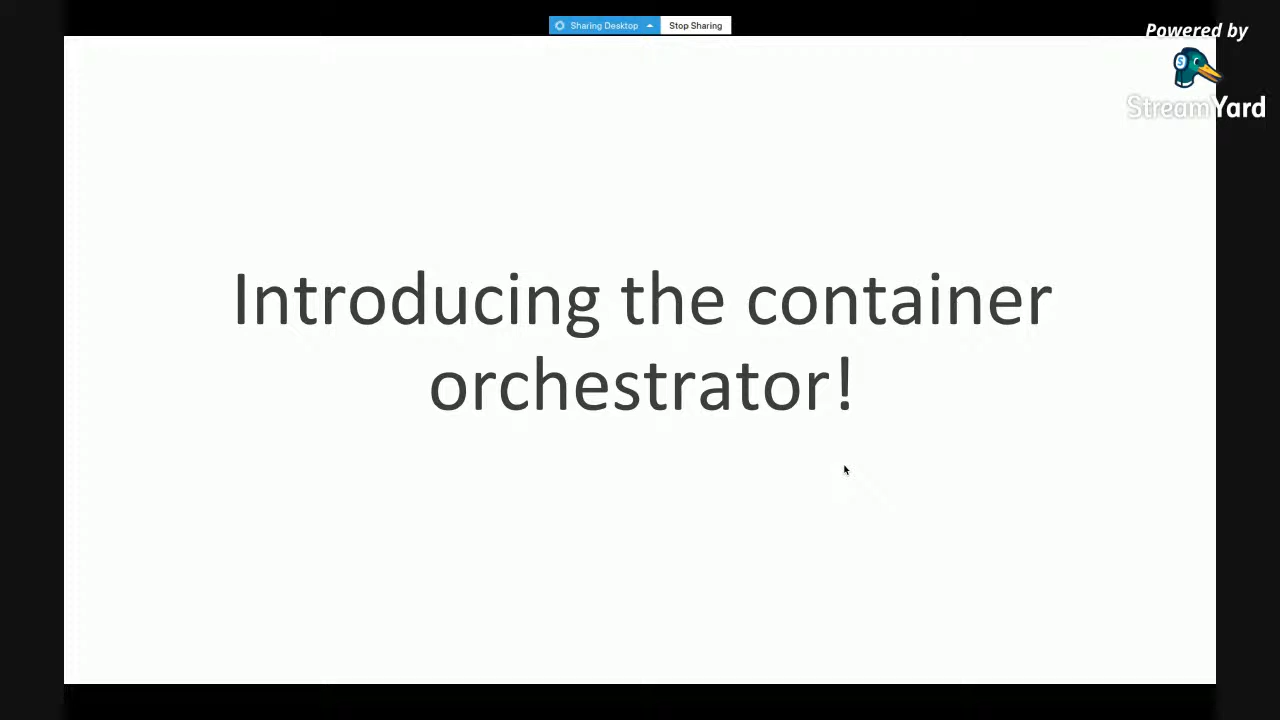 Sharing Desktop Stop Sharing
Powered by
StreamYard
Introducing the container
orchestrator!